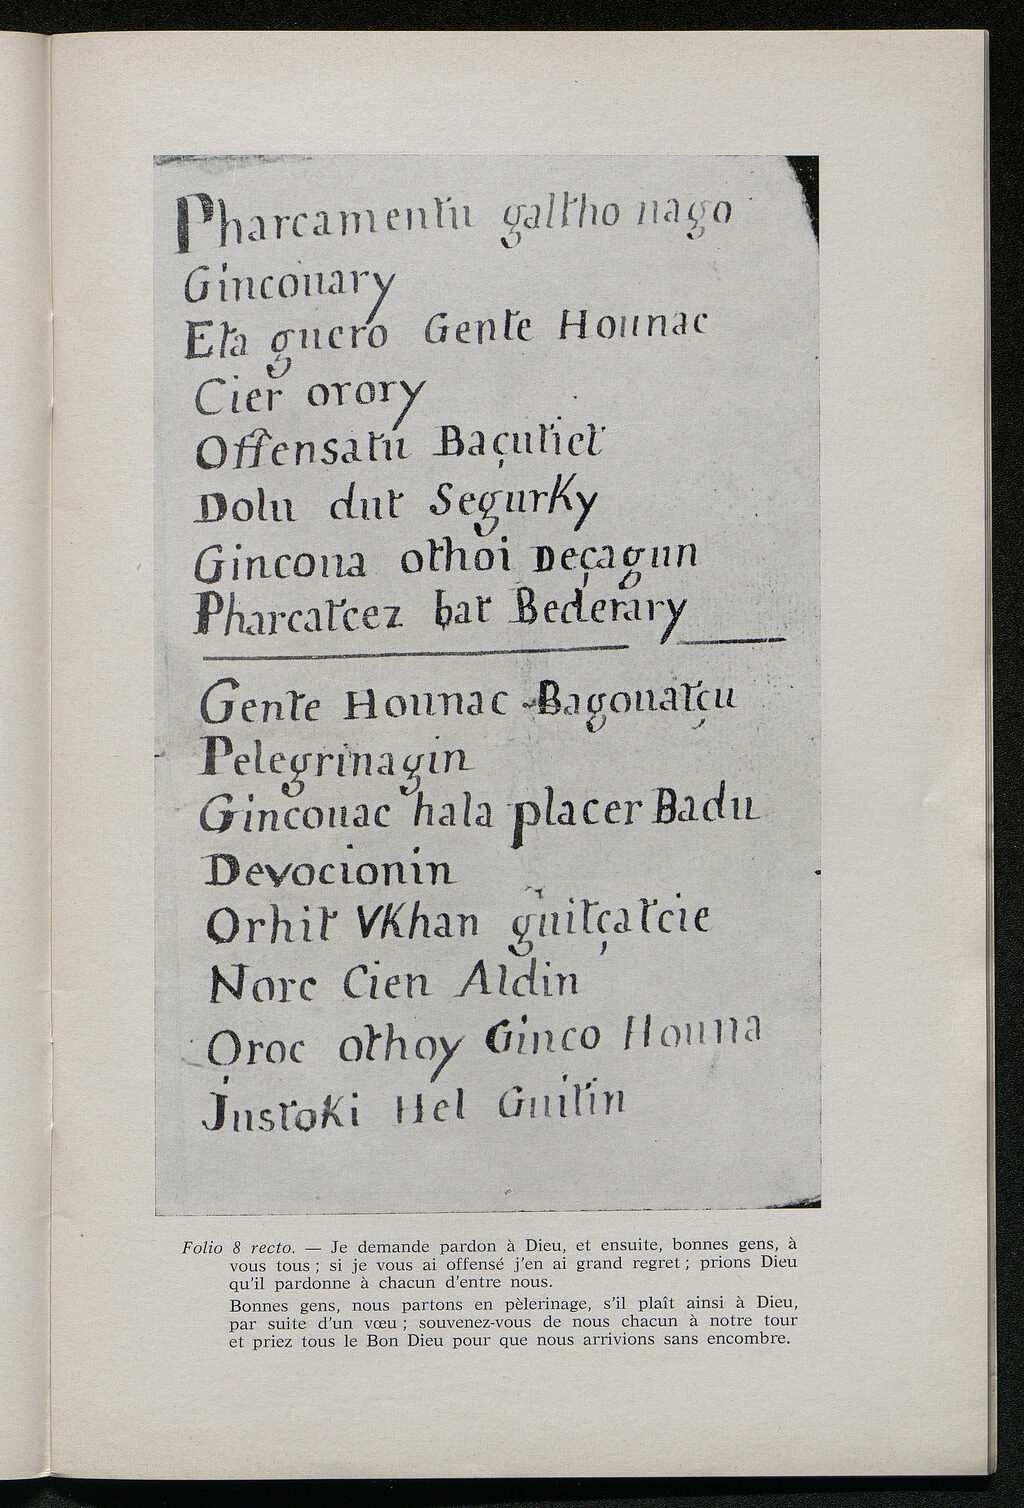 Pharcamentu galtho nago
Gincouary
Eta guero Gente Hounac
Cier orory
Offensatu Baçutiet
Dolu dut Segurky
Gincoua othoi Deçagun
Pharcatcez bat Bederary
Gente Hounac Bagouatçu
Pelegrinagin
Gincouac hala placer Badu
Devocionin
Orhit Vkhan guitçatcie
Norc Cien Aldin
Oroc othoy Ginco Houna
Justoki Hel Guitin
Folio 8 recto. — Je demande pardon à Dieu, et ensuite, bonnes gens, à
vous tous ; si je vous ai offensé j'en ai grand regret ; prions Dieu
qu'il pardonne à chacun d'entre nous.
Bonnes gens, nous partons en pèlerinage, s'il plaît ainsi à Dieu,
par suite d'un vœu ; souvenez-vous de nous chacun à notre tour
et priez tous le Bon Dieu pour que nous arrivions sans encombre.